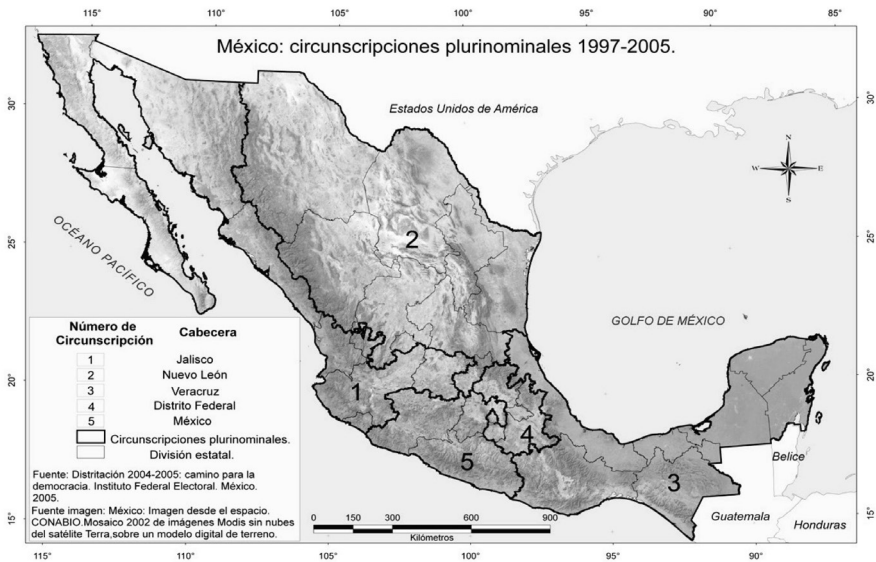 115°
110°
105°
100°
95°
90°
85°
México: circunscripciones plurinominales 1997-2005.
30°
30°
Estados Unidos de América
N
W E
S
25°
25°
2
OCÉANO PACÍFICO
GOLFO DE MÉXICO
Número de Circunscripción Cabecera
1 Jalisco
2 Nuevo León
3 Veracruz
4 Distrito Federal
5 México
Circunscripciones plurinominales.
División estatal.
Fuente: Distritación 2004-2005: camino para la
democracia. Instituto Federal Electoral. México.
2005.
Fuente imagen: México: Imagen desde el espacio.
CONABIO.Mosaico 2002 de imágenes Modis sin nubes
del satélite Terra,sobre un modelo digital de terreno.
20°
20°
1
4
5
3
Belice
Guatemala
Honduras
0 150 300 600 900
Kilómetros
15°
15°
115°
110°
105°
100°
95°
90°